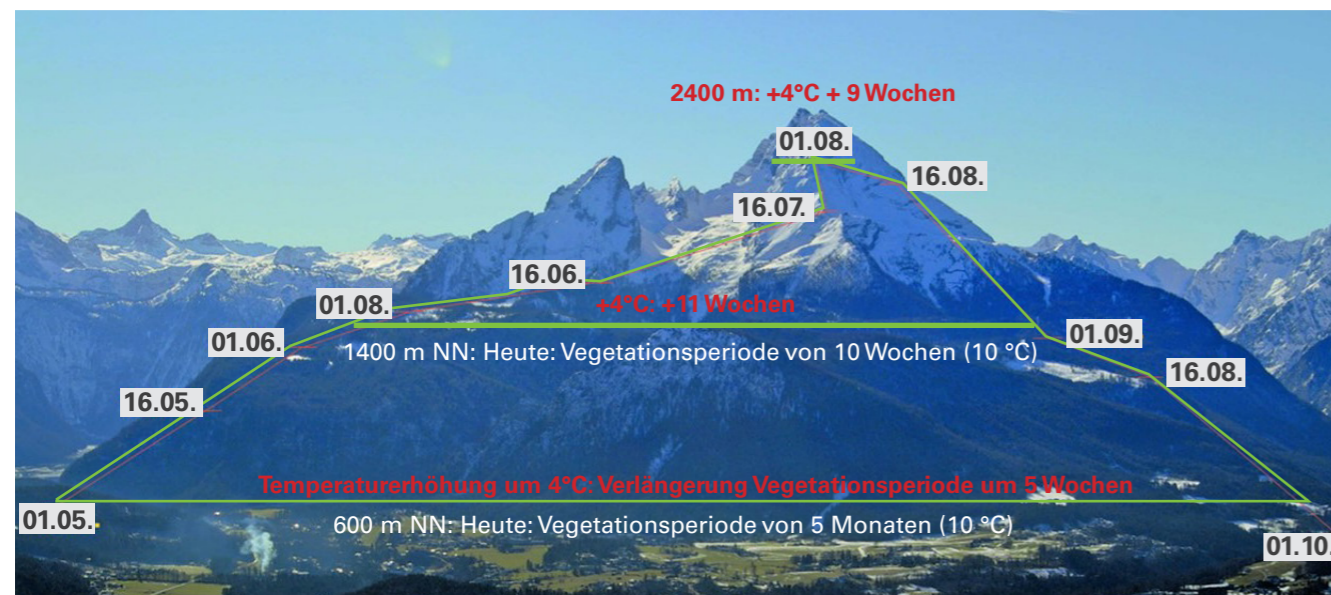 2400 m: +4°C + 9 Wochen
01.08.
16.08.
16.07.
16.06.
+4°C: +11 Wochen
01.08.
01.06.
01.09.
1400 m NN: Heute: Vegetationsperiode von 10 Wochen (10 °C)
16.08.
16.05.
Temperaturerhöhung um 4°C: Verlängerung Vegetationsperiode um 5 Wochen
01.05.
600 m NN: Heute: Vegetationsperiode von 5 Monaten (10 °C)
01.10.